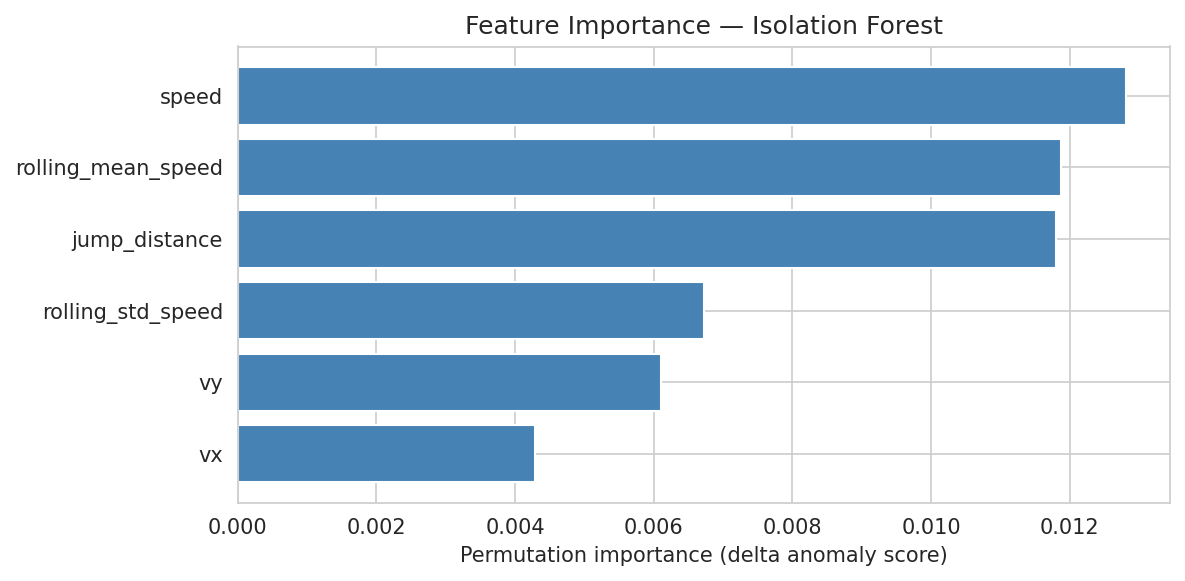 Feature Importance — Isolation Forest
speed
rolling_mean_speed
jump_distance
rolling_std_speed
vy
vx
0.000 0.002 0.004 0.006 0.008 0.010 0.012
Permutation importance (delta anomaly score)